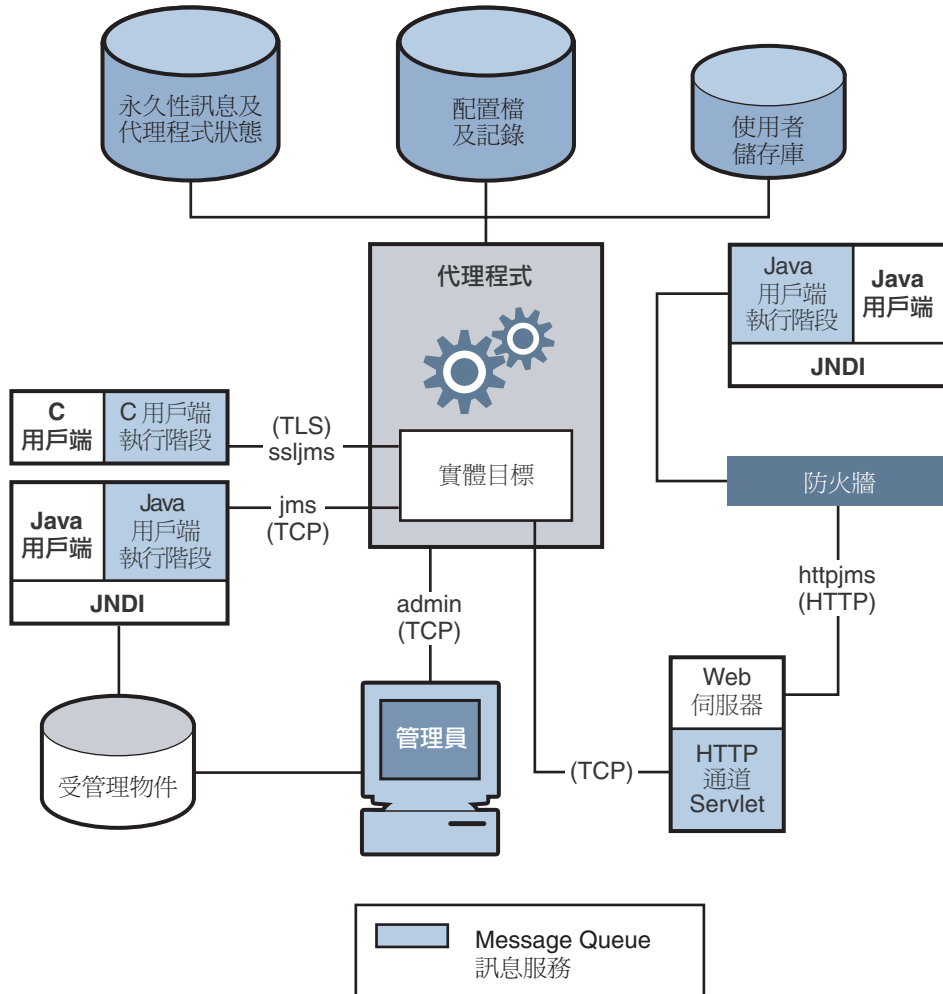 永久性訊息及
代理程式狀態
配置檔
及記錄
使用者
儲存庫
代理程式
Java
用戶端
執行階段
Java
用戶端
JNDI
C
用戶端
C 用戶端
執行階段
(TLS)
ssljms
實體目標
防火牆
Java
用戶端
Java
用戶端
執行階段
JNDI
jms
(TCP)
httpjms
(HTTP)
admin
(TCP)
Web
伺服器
HTTP
通道
Servlet
管理員
(TCP)
受管理物件
Message Queue
訊息服務